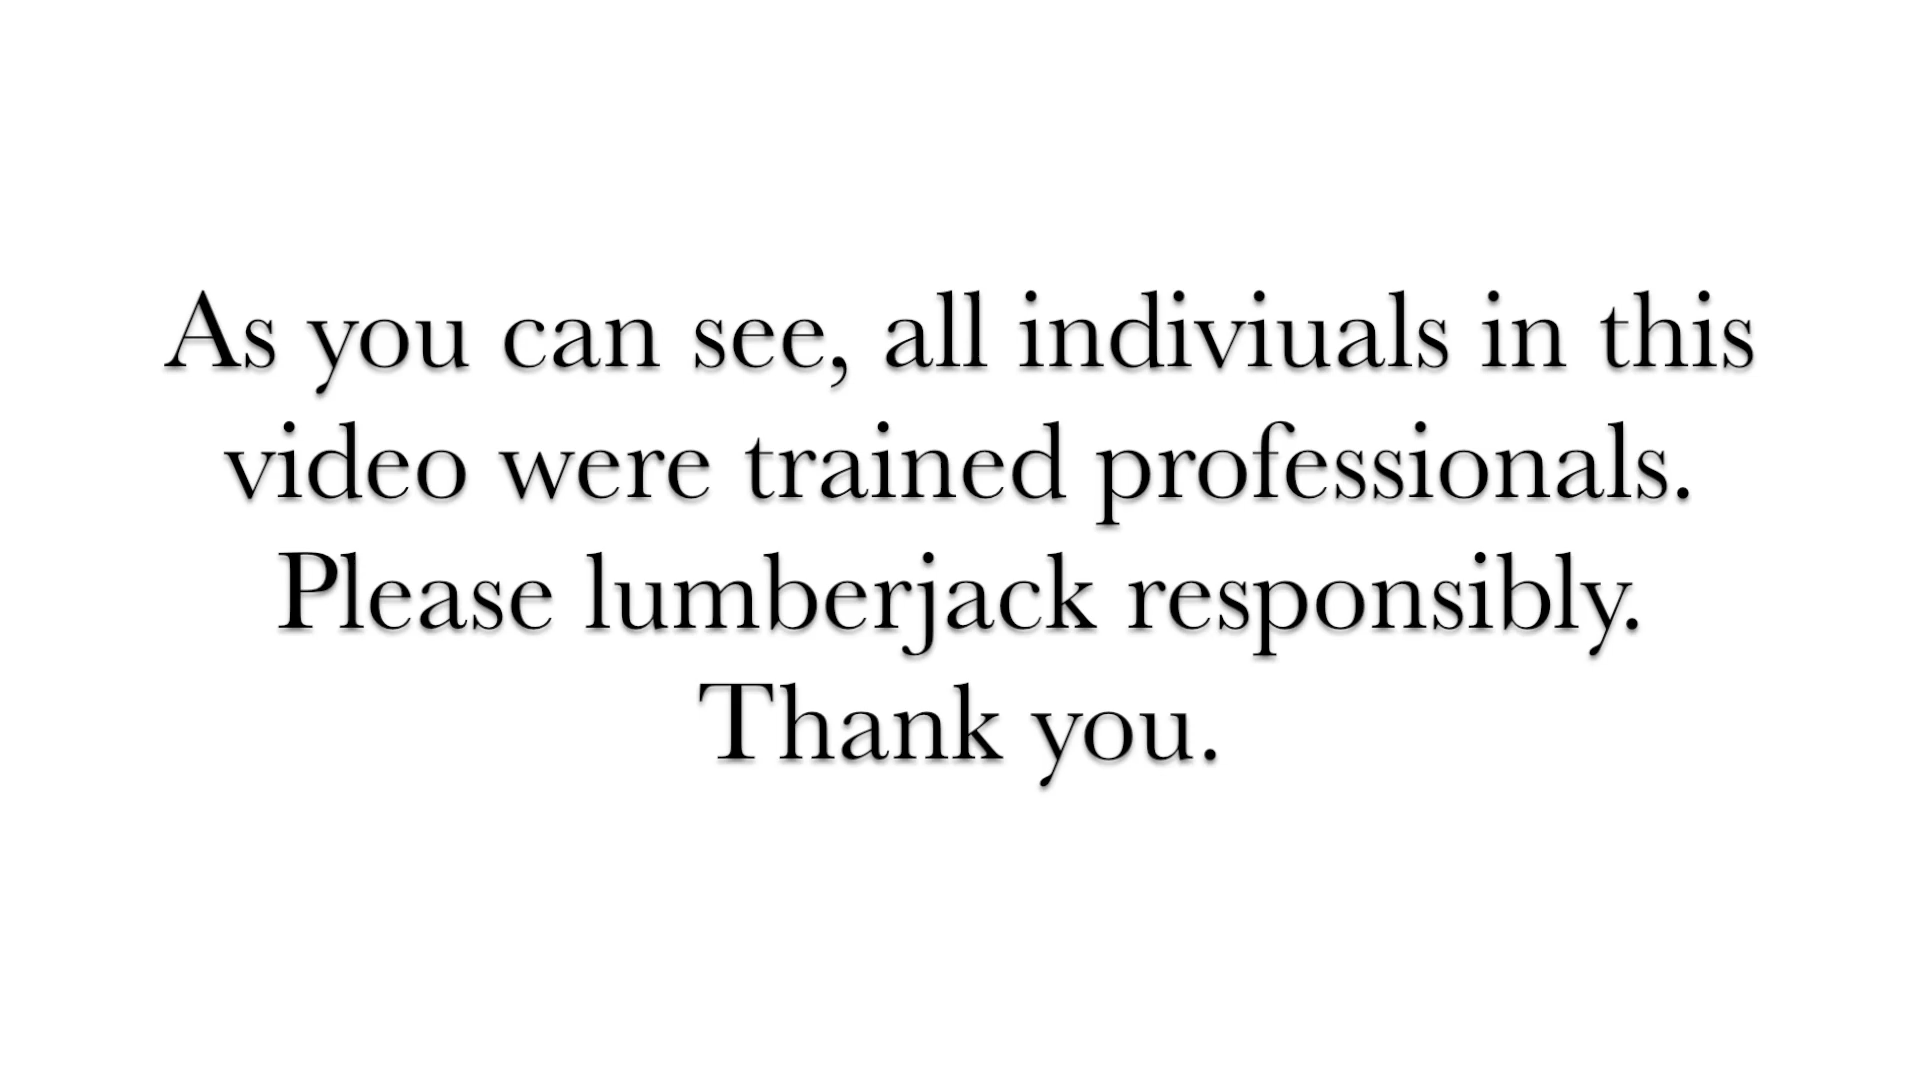 As you can see, all indiviuals in this
video were trained professionals.
Please lumberjack responsibly.
Thank you.